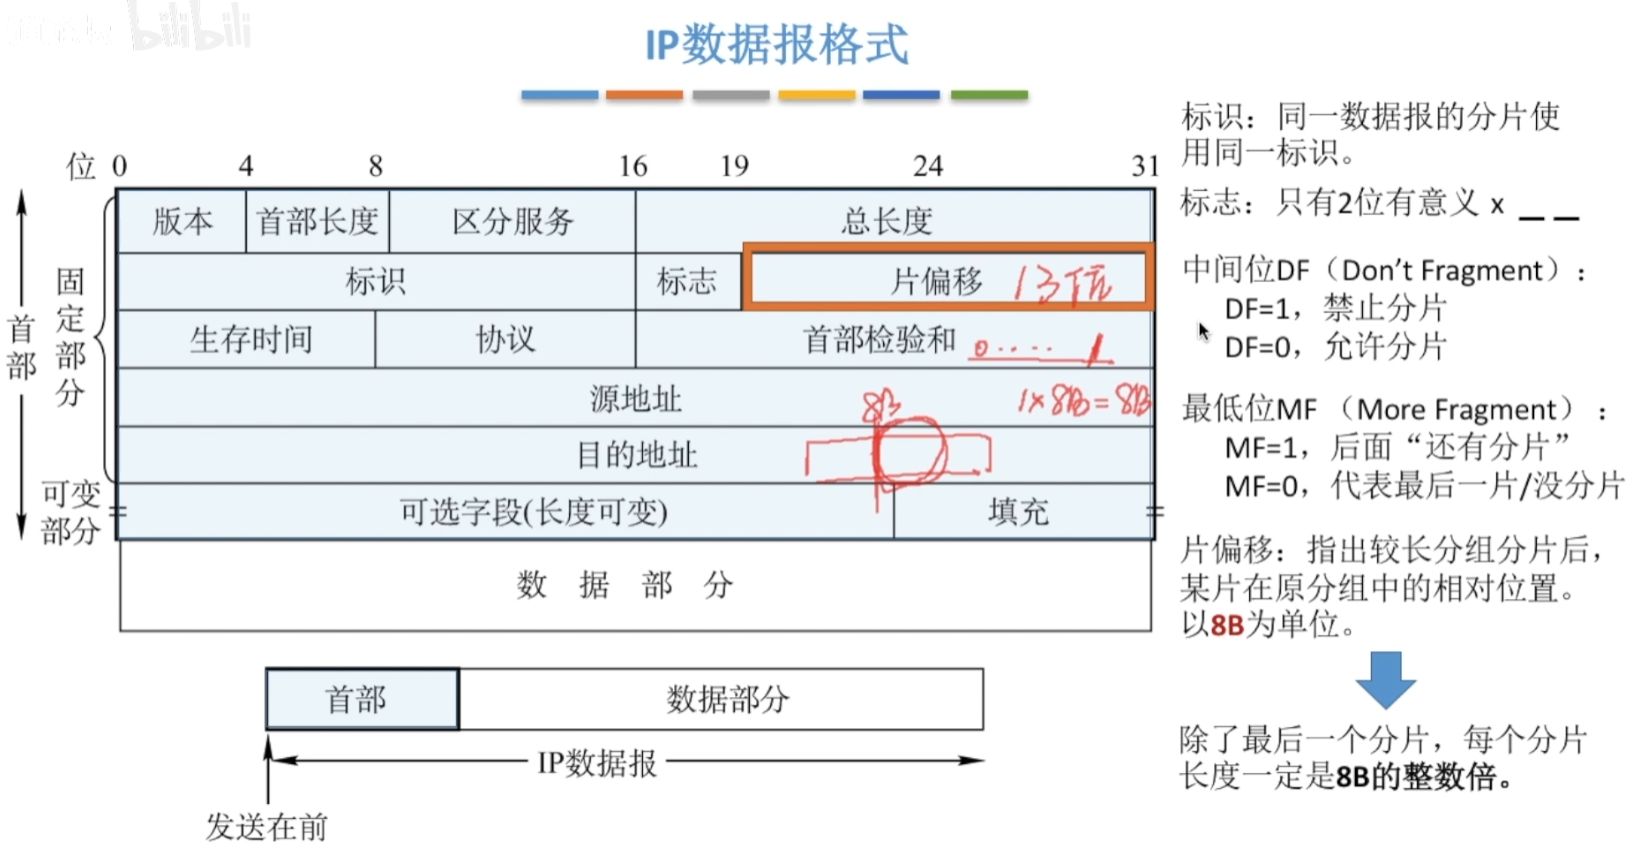 bilibili
IP数据报格式
位 0 4 8 16 19 24 31
版本 首部长度 区分服务 总长度
标识 标志 片偏移 13位
生存时间 协议 首部检验和 0····1
源地址 1×8B=8B
8B
目的地址
可选字段(长度可变) 填充
数据部分
首部
固定部分
可变部分
首部 数据部分
IP数据报
发送在前
标识：同一数据报的分片使
用同一标识。
标志：只有2位有意义 x _ _
中间位DF（Don't Fragment）：
DF=1，禁止分片
DF=0，允许分片
最低位MF （More Fragment）：
MF=1，后面“还有分片”
MF=0，代表最后一片/没分片
片偏移：指出较长分组分片后，
某片在原分组中的相对位置。
以8B为单位。
除了最后一个分片，每个分片
长度一定是8B的整数倍。